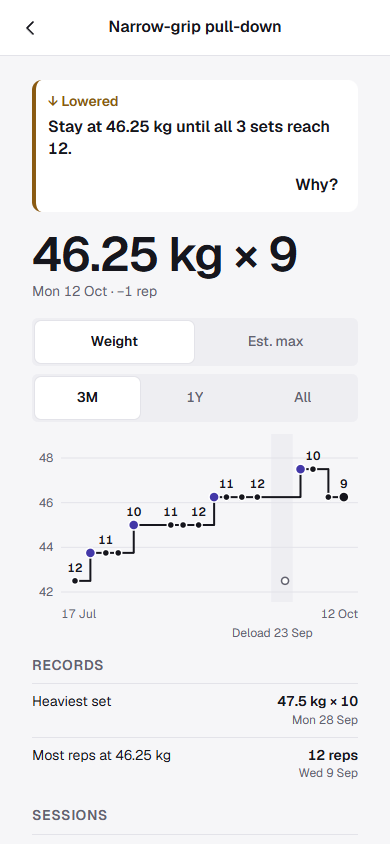 Narrow-grip pull-down
↓ Lowered
Stay at 46.25 kg until all 3 sets reach
12.
Why?
46.25 kg × 9
Mon 12 Oct · −1 rep
Weight
Est. max
3M
1Y
All
48
46
44
42
12
11
10
11
12
11
12
10
9
17 Jul
12 Oct
Deload 23 Sep
RECORDS
Heaviest set
47.5 kg × 10
Mon 28 Sep
Most reps at 46.25 kg
12 reps
Wed 9 Sep
SESSIONS